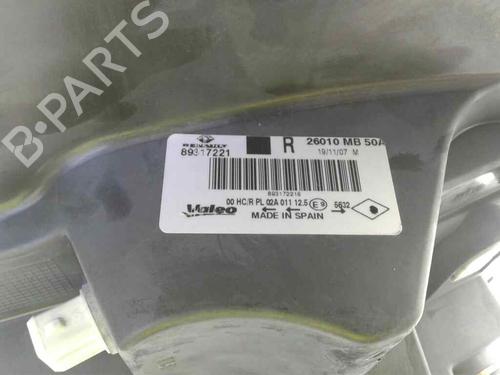 RENAULT
89317221
R
26010 MB 50A
19/11/07 M
893172216
00 HC/R PL 02A 011 12.5 E9 5632
Valeo
MADE IN SPAIN
B-PARTS